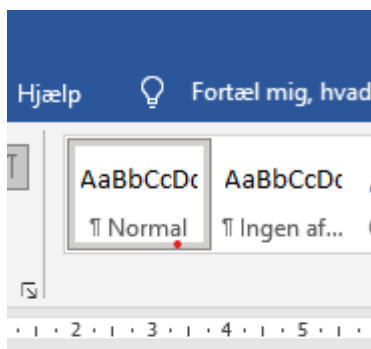 Hjælp Fortæl mig, hvad
AaBbCcDc AaBbCcDc
¶ Normal ¶ Ingen af...
2 3 4 5